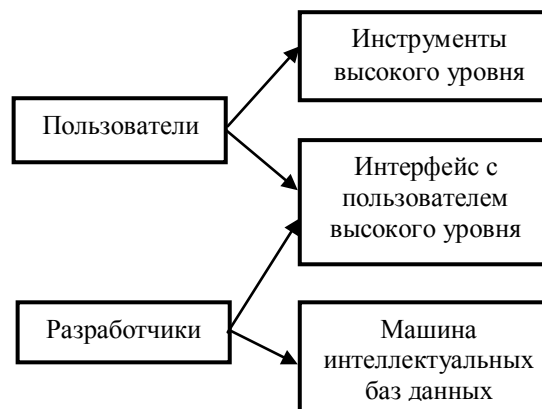 Инструменты
высокого уровня
Пользователи
Интерфейс с
пользователем
высокого уровня
Разработчики
Машина
интеллектуальных
баз данных